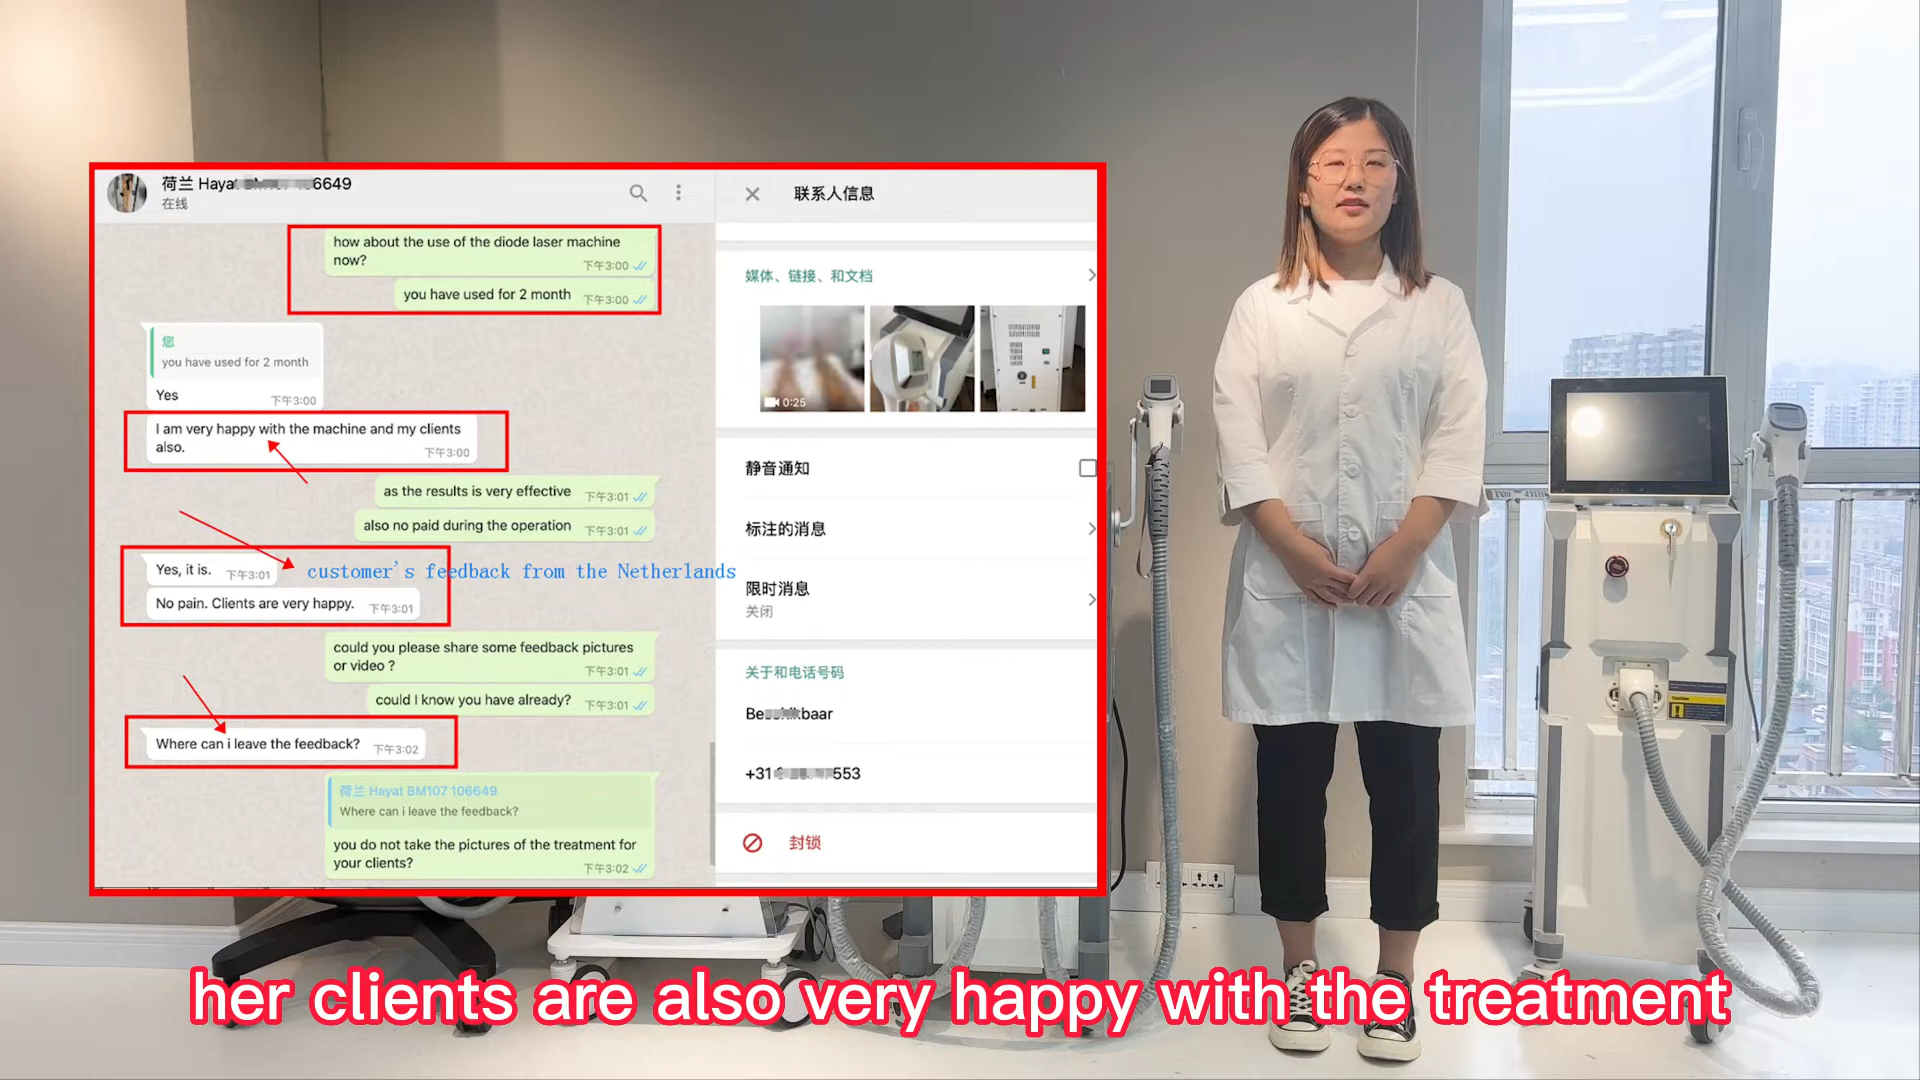 荷兰 Hayat
6649
在线
how about the use of the diode laser machine
now?
下午3:00
you have used for 2 month
下午3:00
您
you have used for 2 month
Yes
下午3:00
I am very happy with the machine and my clients
also.
下午3:00
as the results is very effective
下午3:01
also no paid during the operation
下午3:01
Yes, it is.
下午3:01
customer's feedback from the Netherlands
No pain. Clients are very happy.
下午3:01
could you please share some feedback pictures
or video ?
下午3:01
could I know you have already?
下午3:01
Where can i leave the feedback?
下午3:02
荷兰 Hayat BM107 106649
Where can i leave the feedback?
you do not take the pictures of the treatment for
your clients?
下午3:02
联系人信息
媒体、链接、和文档
0:25
静音通知
标注的消息
限时消息
关闭
关于和电话号码
+31
553
封锁
her clients are also very happy with the treatment